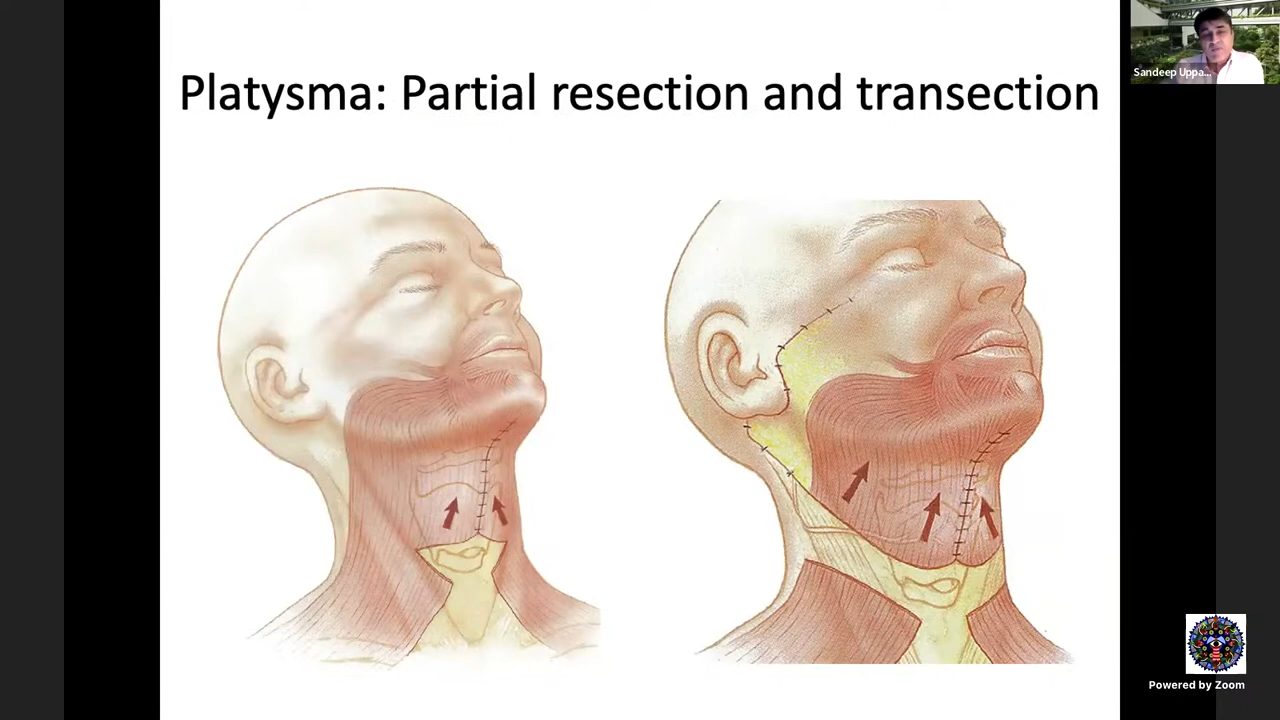 Platysma: Partial resection and transection
Sandeep Uppa...
Powered by Zoom